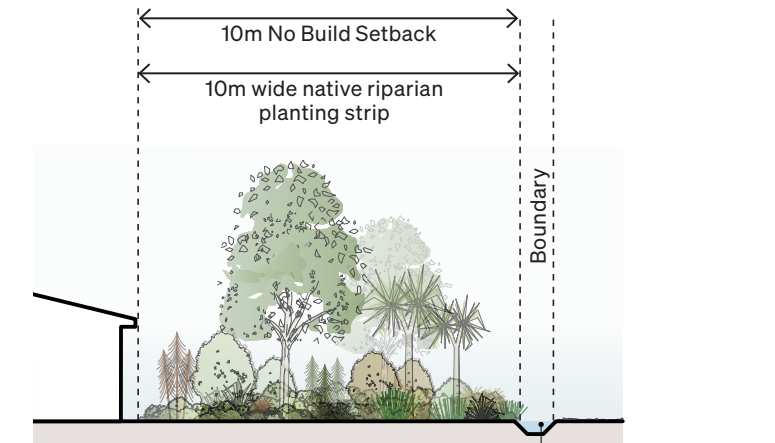 10m No Build Setback
10m wide native riparian
planting strip
Boundary